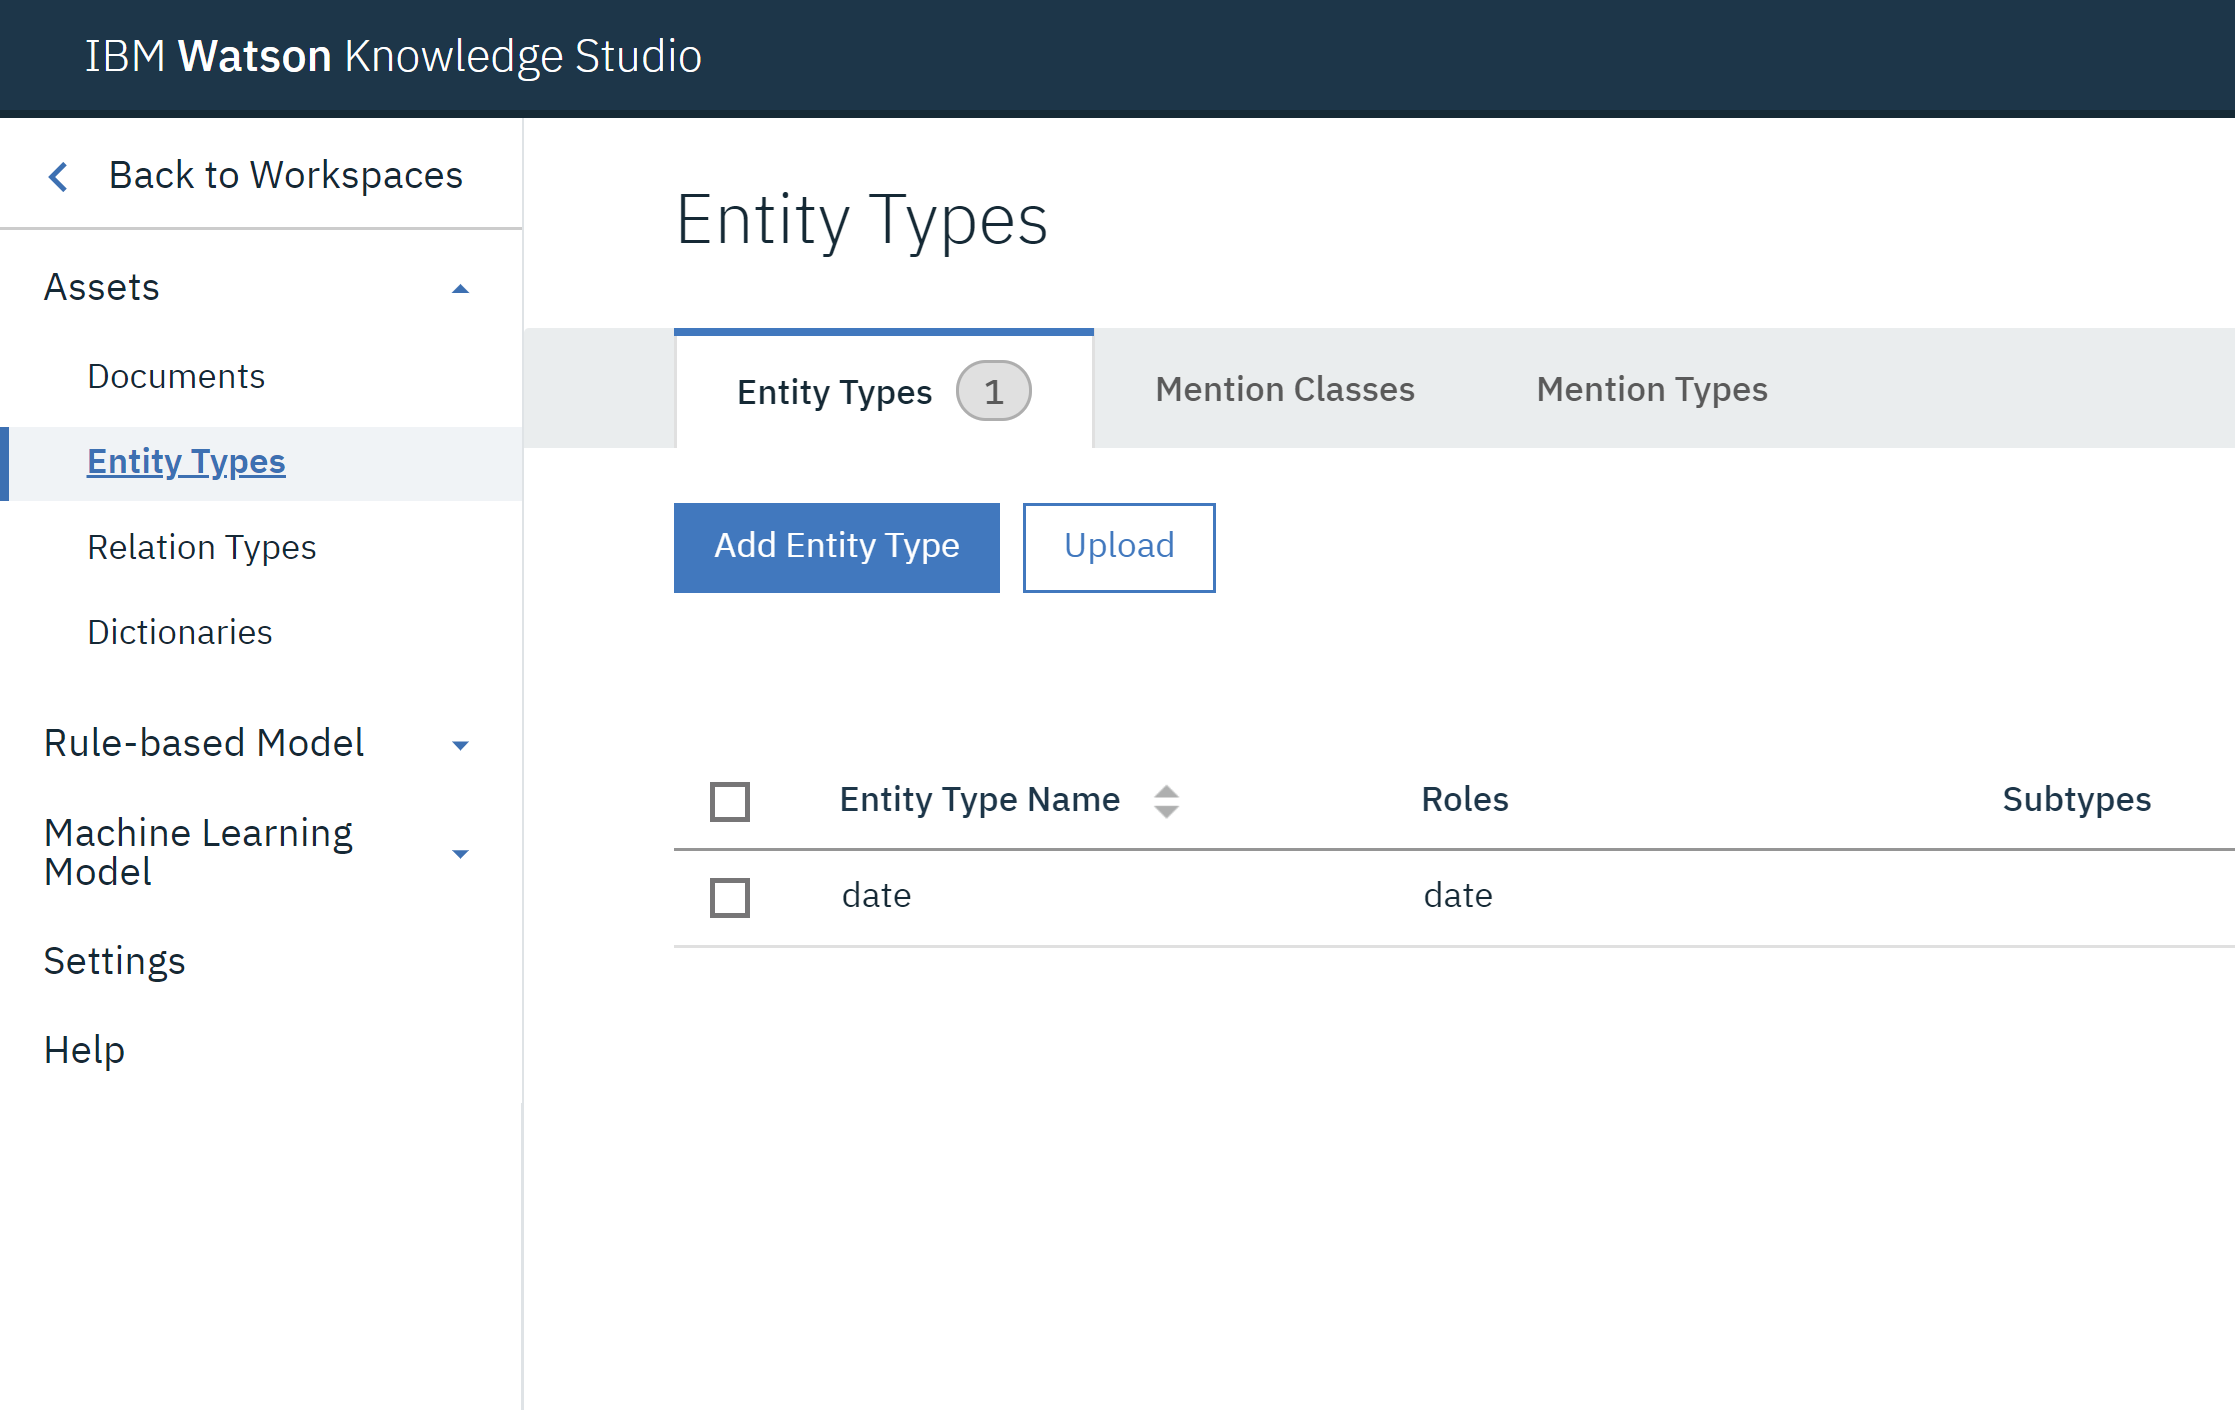 IBM Watson Knowledge Studio
Back to Workspaces
Assets
Documents
Entity Types
Relation Types
Dictionaries
Rule-based Model
Machine Learning
Model
Settings
Help
Entity Types
Entity Types 1 Mention Classes Mention Types
Add Entity Type Upload
Entity Type Name Roles Subtypes
date date